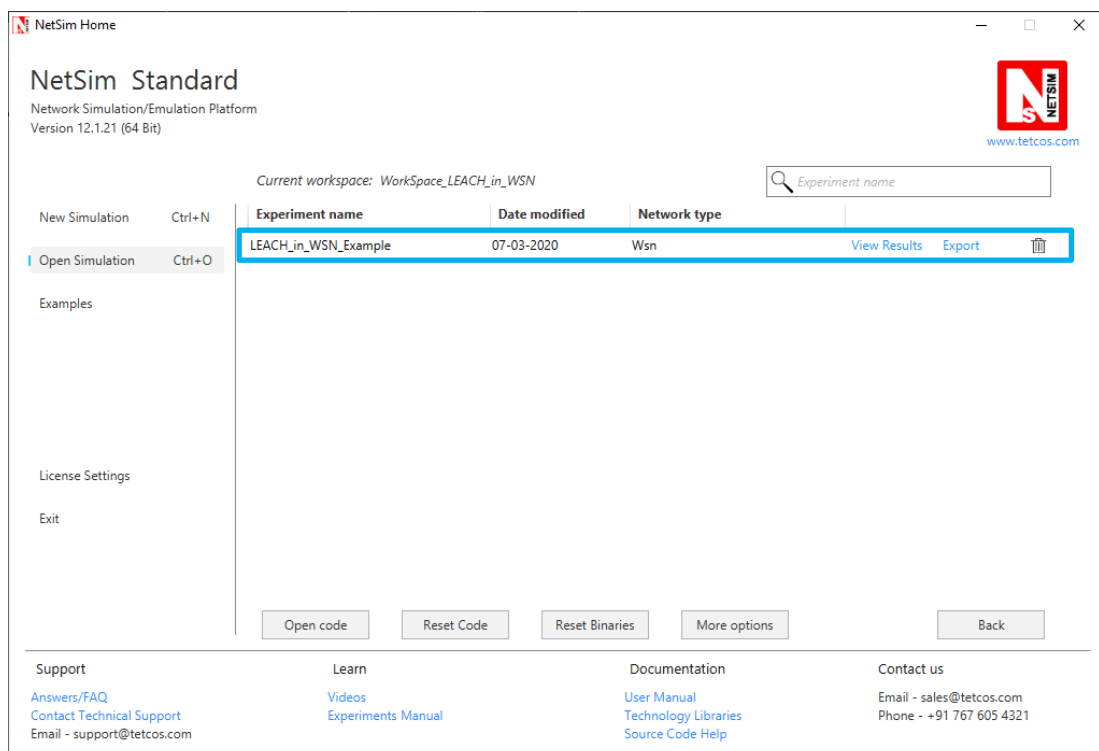 NetSim Home
NetSim Standard
Network Simulation/Emulation Platform
Version 12.1.21 (64 Bit)
NETSIM
N
S
www.tetcos.com
Current workspace: WorkSpace_LEACH_in_WSN
Experiment name
New Simulation Ctrl+N
Experiment name Date modified Network type
LEACH_in_WSN_Example 07-03-2020 Wsn View Results Export
Open Simulation Ctrl+O
Examples
License Settings
Exit
Open code Reset Code Reset Binaries More options Back
Support Learn Documentation Contact us
Answers/FAQ Videos User Manual Email - sales@tetcos.com
Contact Technical Support Experiments Manual Technology Libraries Phone - +91 767 605 4321
Email - support@tetcos.com Source Code Help